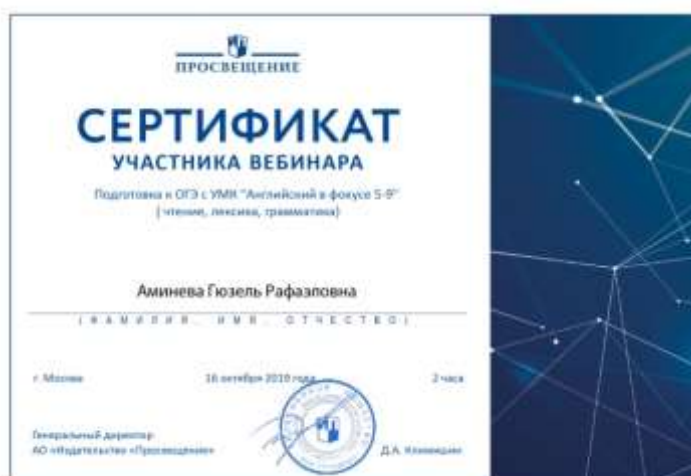 ПРОСВЕЩЕНИЕ
СЕРТИФИКАТ
УЧАСТНИКА ВЕБИНАРА
Подготовка к ОГЭ с УМК "Английский в фокусе 5-9"
( чтение, лексика, грамматика)
Аминева Гюзель Рафаэловна
(ФАМИЛИЯ, ИМЯ, ОТЧЕСТВО)
г. Москва 16 октября 2019 года 2 часа
Генеральный директор
АО «Издательство «Просвещение» Д.А. Климишин